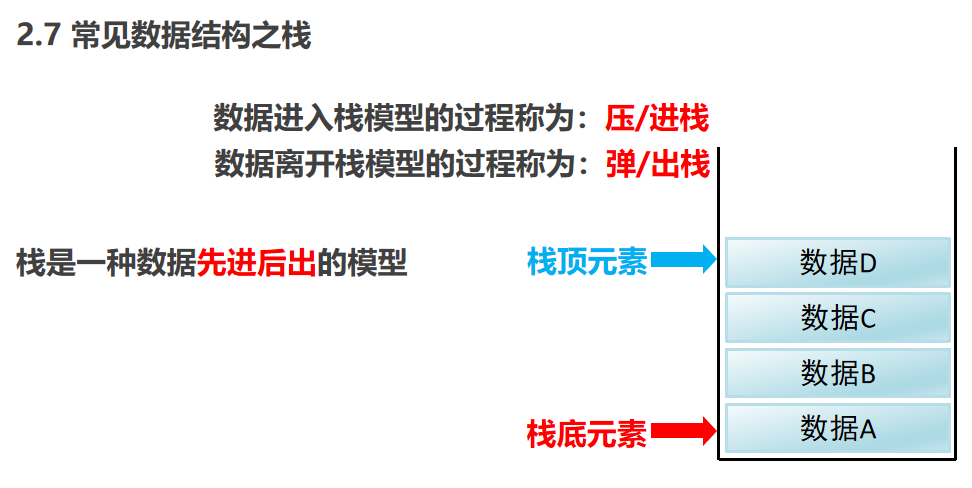 2.7 常见数据结构之栈
数据进入栈模型的过程称为：压/进栈
数据离开栈模型的过程称为：弹/出栈
栈是一种数据先进后出的模型
栈顶元素
数据D
数据C
数据B
栈底元素
数据A